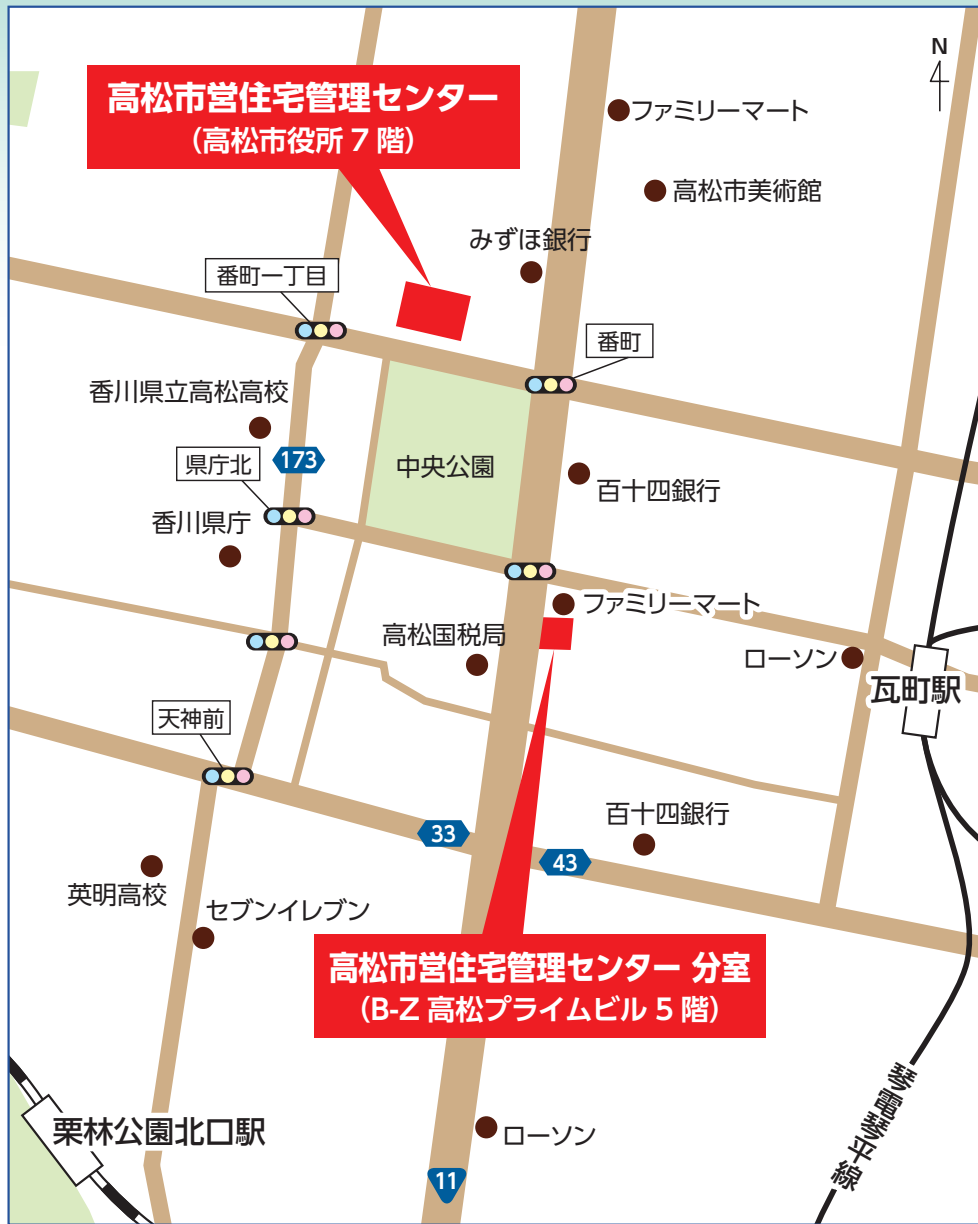 N
高松市営住宅管理センター
（高松市役所 7 階）
ファミリーマート
高松市美術館
みずほ銀行
番町一丁目
番町
香川県立高松高校
県庁北
173
中央公園
百十四銀行
香川県庁
ファミリーマート
高松国税局
ローソン
瓦町駅
天神前
百十四銀行
33
43
英明高校
セブンイレブン
高松市営住宅管理センター 分室
（B-Z 高松プライムビル 5 階）
琴電琴平線
栗林公園北口駅
ローソン
11